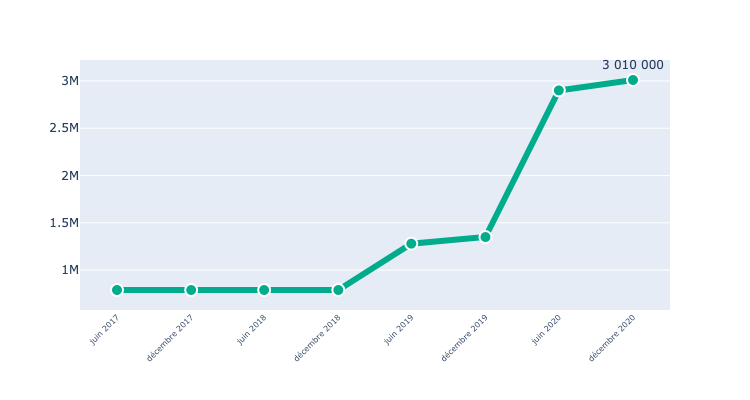 3 010 000
3M
2.5M
2M
1.5M
1M
juin 2017
décembre 2017
juin 2018
décembre 2018
juin 2019
décembre 2019
juin 2020
décembre 2020